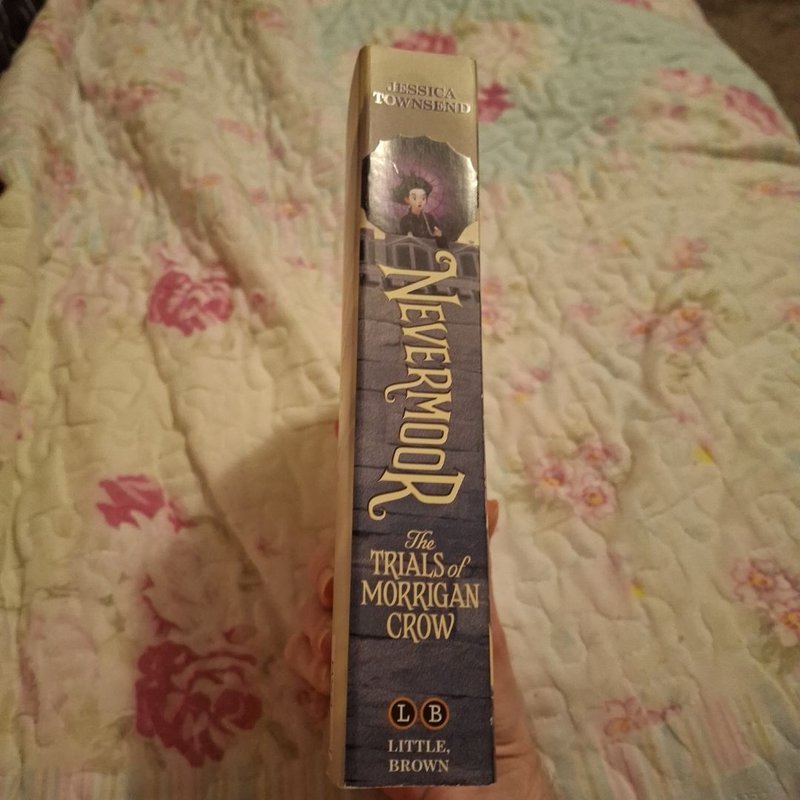 JESSICA
TOWNSEND
NEVERMOOR
The
TRIALS of
MORRIGAN
CROW
L B
LITTLE,
BROWN